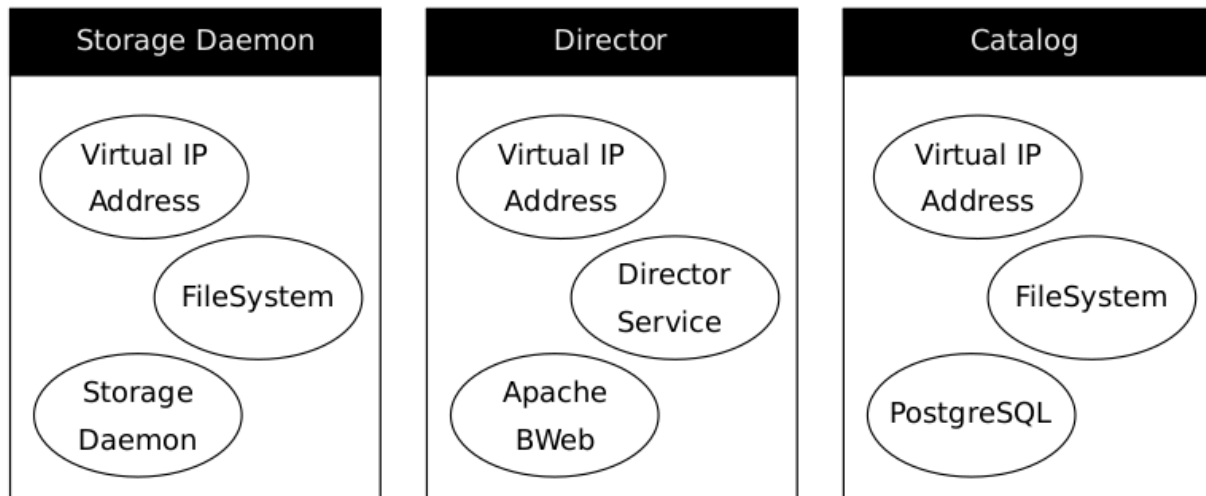 Storage Daemon
Virtual IP
Address
FileSystem
Storage
Daemon
Director
Virtual IP
Address
Director
Service
Apache
BWeb
Catalog
Virtual IP
Address
FileSystem
PostgreSQL